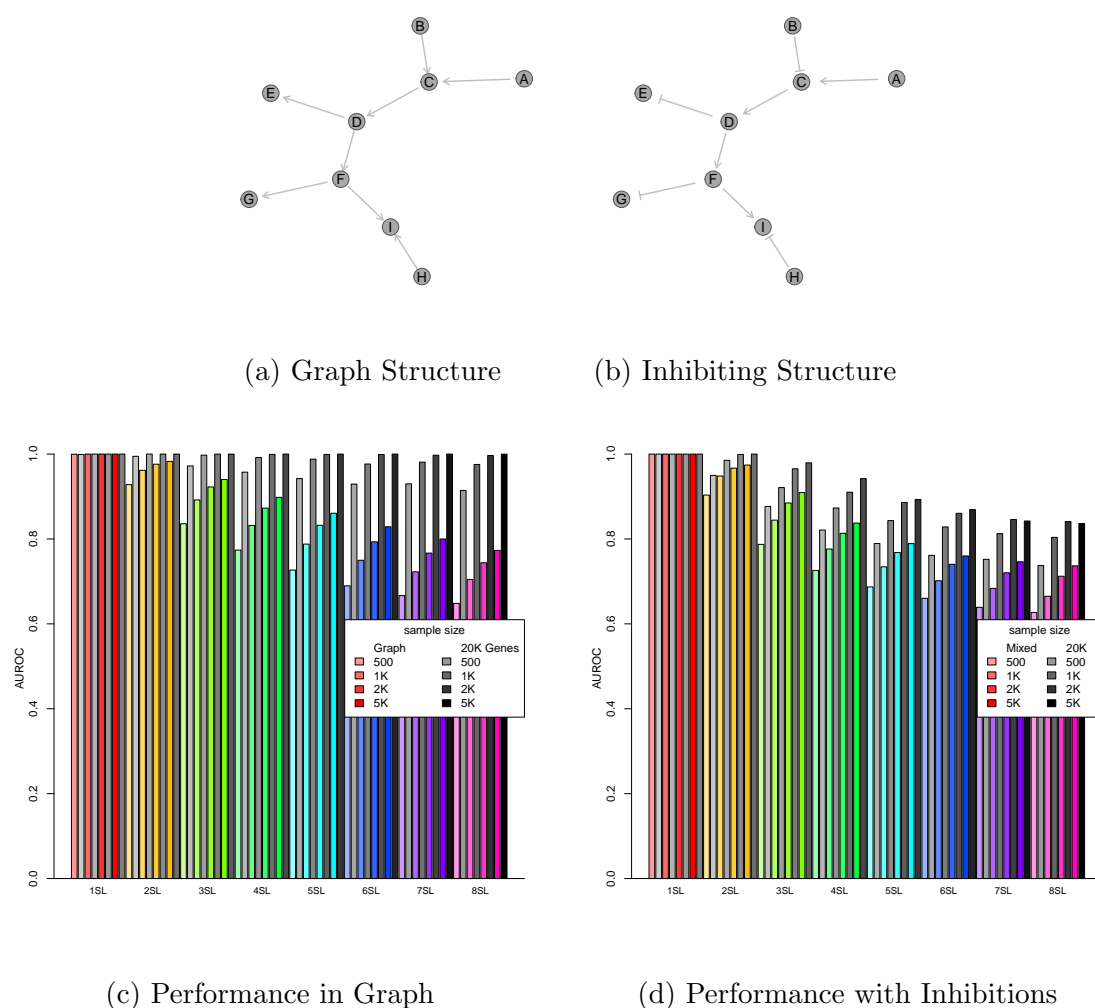 B
A
C
E
D
F
G
I
H
B
A
C
E
D
F
G
I
H
(a) Graph Structure
(b) Inhibiting Structure
AUROC
1.0
0.8
0.6
0.4
0.2
0.0
sample size
Graph 20K Genes
500 500
1K 1K
2K 2K
5K 5K
1SL 2SL 3SL 4SL 5SL 6SL 7SL 8SL
(c) Performance in Graph
AUROC
1.0
0.8
0.6
0.4
0.2
0.0
sample size
Mixed 20K
500 500
1K 1K
2K 2K
5K 5K
1SL 2SL 3SL 4SL 5SL 6SL 7SL 8SL
(d) Performance with Inhibitions